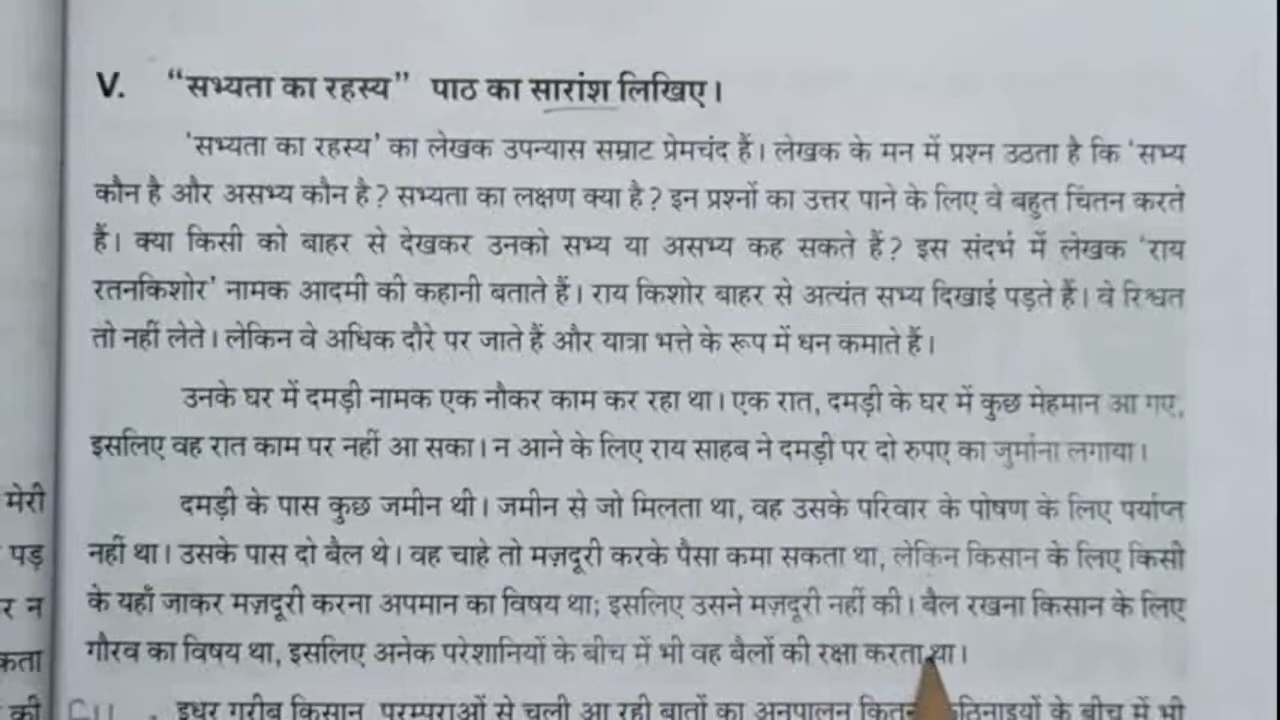 V. “सभ्यता का रहस्य” पाठ का सारांश लिखिए।
'सभ्यता का रहस्य' का लेखक उपन्यास सम्राट प्रेमचंद हैं। लेखक के मन में प्रश्न उठता है कि 'सभ्य
कौन है और असभ्य कौन है? सभ्यता का लक्षण क्या है? इन प्रश्नों का उत्तर पाने के लिए वे बहुत चिंतन करते
हैं। क्या किसी को बाहर से देखकर उनको सभ्य या असभ्य कह सकते हैं? इस संदर्भ में लेखक 'राय
रतनकिशोर' नामक आदमी की कहानी बताते हैं। राय किशोर बाहर से अत्यंत सभ्य दिखाई पड़ते हैं। वे रिश्वत
तो नहीं लेते। लेकिन वे अधिक दौरे पर जाते हैं और यात्रा भत्ते के रूप में धन कमाते हैं।
उनके घर में दमड़ी नामक एक नौकर काम कर रहा था। एक रात, दमड़ी के घर में कुछ मेहमान आ गए,
इसलिए वह रात काम पर नहीं आ सका। न आने के लिए राय साहब ने दमड़ी पर दो रुपए का जुर्माना लगाया।
दमड़ी के पास कुछ जमीन थी। जमीन से जो मिलता था, वह उसके परिवार के पोषण के लिए पर्याप्त
नहीं था। उसके पास दो बैल थे। वह चाहे तो मज़दूरी करके पैसा कमा सकता था, लेकिन किसान के लिए किसी
के यहाँ जाकर मज़दूरी करना अपमान का विषय था; इसलिए उसने मज़दूरी नहीं की। बैल रखना किसान के लिए
गौरव का विषय था, इसलिए अनेक परेशानियों के बीच में भी वह बैलों की रक्षा करता था।
इधर गरीब किसान परम्पराओं से चली आ रही बातों का अनुपालन के बीच में भी
मेरी
पड़
र न
कता
की